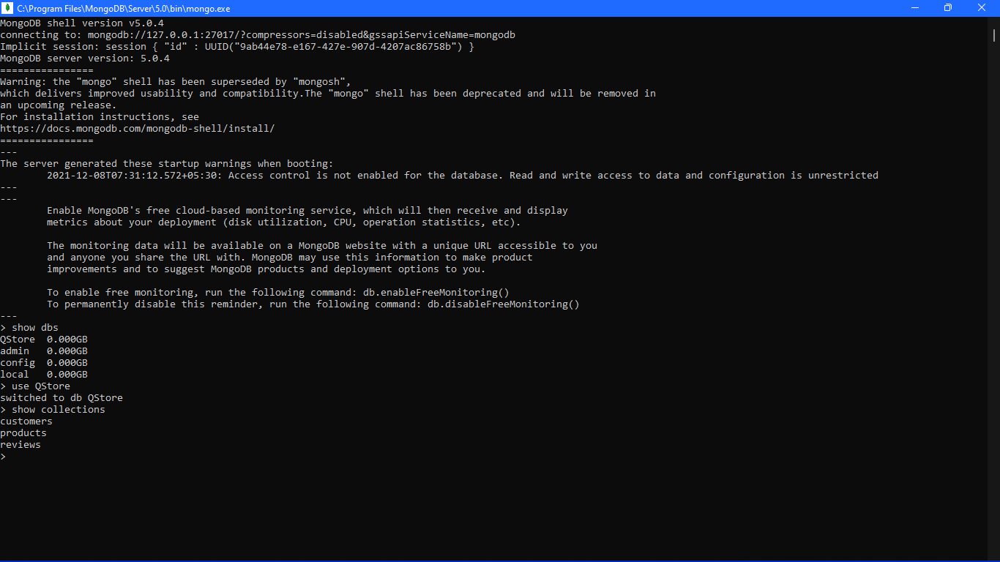 C:\Program Files\MongoDB\Server\5.0\bin\mongo.exe
MongoDB shell version v5.0.4
connecting to: mongodb://127.0.0.1:27017/?compressors=disabled&gssapiServiceName=mongodb
Implicit session: session { "id" : UUID("9ab44e78-e167-427e-907d-4207ac86758b") }
MongoDB server version: 5.0.4
================
Warning: the "mongo" shell has been superseded by "mongosh",
which delivers improved usability and compatibility.The "mongo" shell has been deprecated and will be removed in
an upcoming release.
For installation instructions, see
https://docs.mongodb.com/mongodb-shell/install/
================
---
The server generated these startup warnings when booting:
        2021-12-08T07:31:12.572+05:30: Access control is not enabled for the database. Read and write access to data and configuration is unrestricted
---
---
        Enable MongoDB's free cloud-based monitoring service, which will then receive and display
        metrics about your deployment (disk utilization, CPU, operation statistics, etc).

        The monitoring data will be available on a MongoDB website with a unique URL accessible to you
        and anyone you share the URL with. MongoDB may use this information to make product
        improvements and to suggest MongoDB products and deployment options to you.

        To enable free monitoring, run the following command: db.enableFreeMonitoring()
        To permanently disable this reminder, run the following command: db.disableFreeMonitoring()
---
> show dbs
QStore  0.000GB
admin   0.000GB
config  0.000GB
local   0.000GB
> use QStore
switched to db QStore
> show collections
customers
products
reviews
>